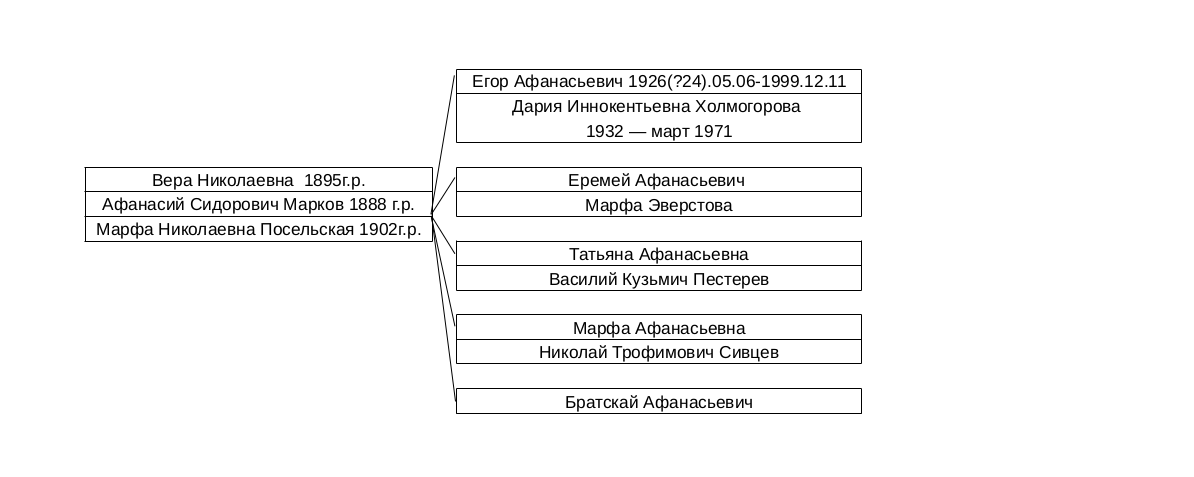 Егор Афанасьевич 1926(?24).05.06-1999.12.11
Дария Иннокентьевна Холмогорова
1932 — март 1971
Вера Николаевна  1895г.р.
Афанасий Сидорович Марков 1888 г.р.
Марфа Николаевна Посельская 1902г.р.
Еремей Афанасьевич
Марфа Эверстова
Татьяна Афанасьевна
Василий Кузьмич Пестерев
Марфа Афанасьевна
Николай Трофимович Сивцев
Братскай Афанасьевич